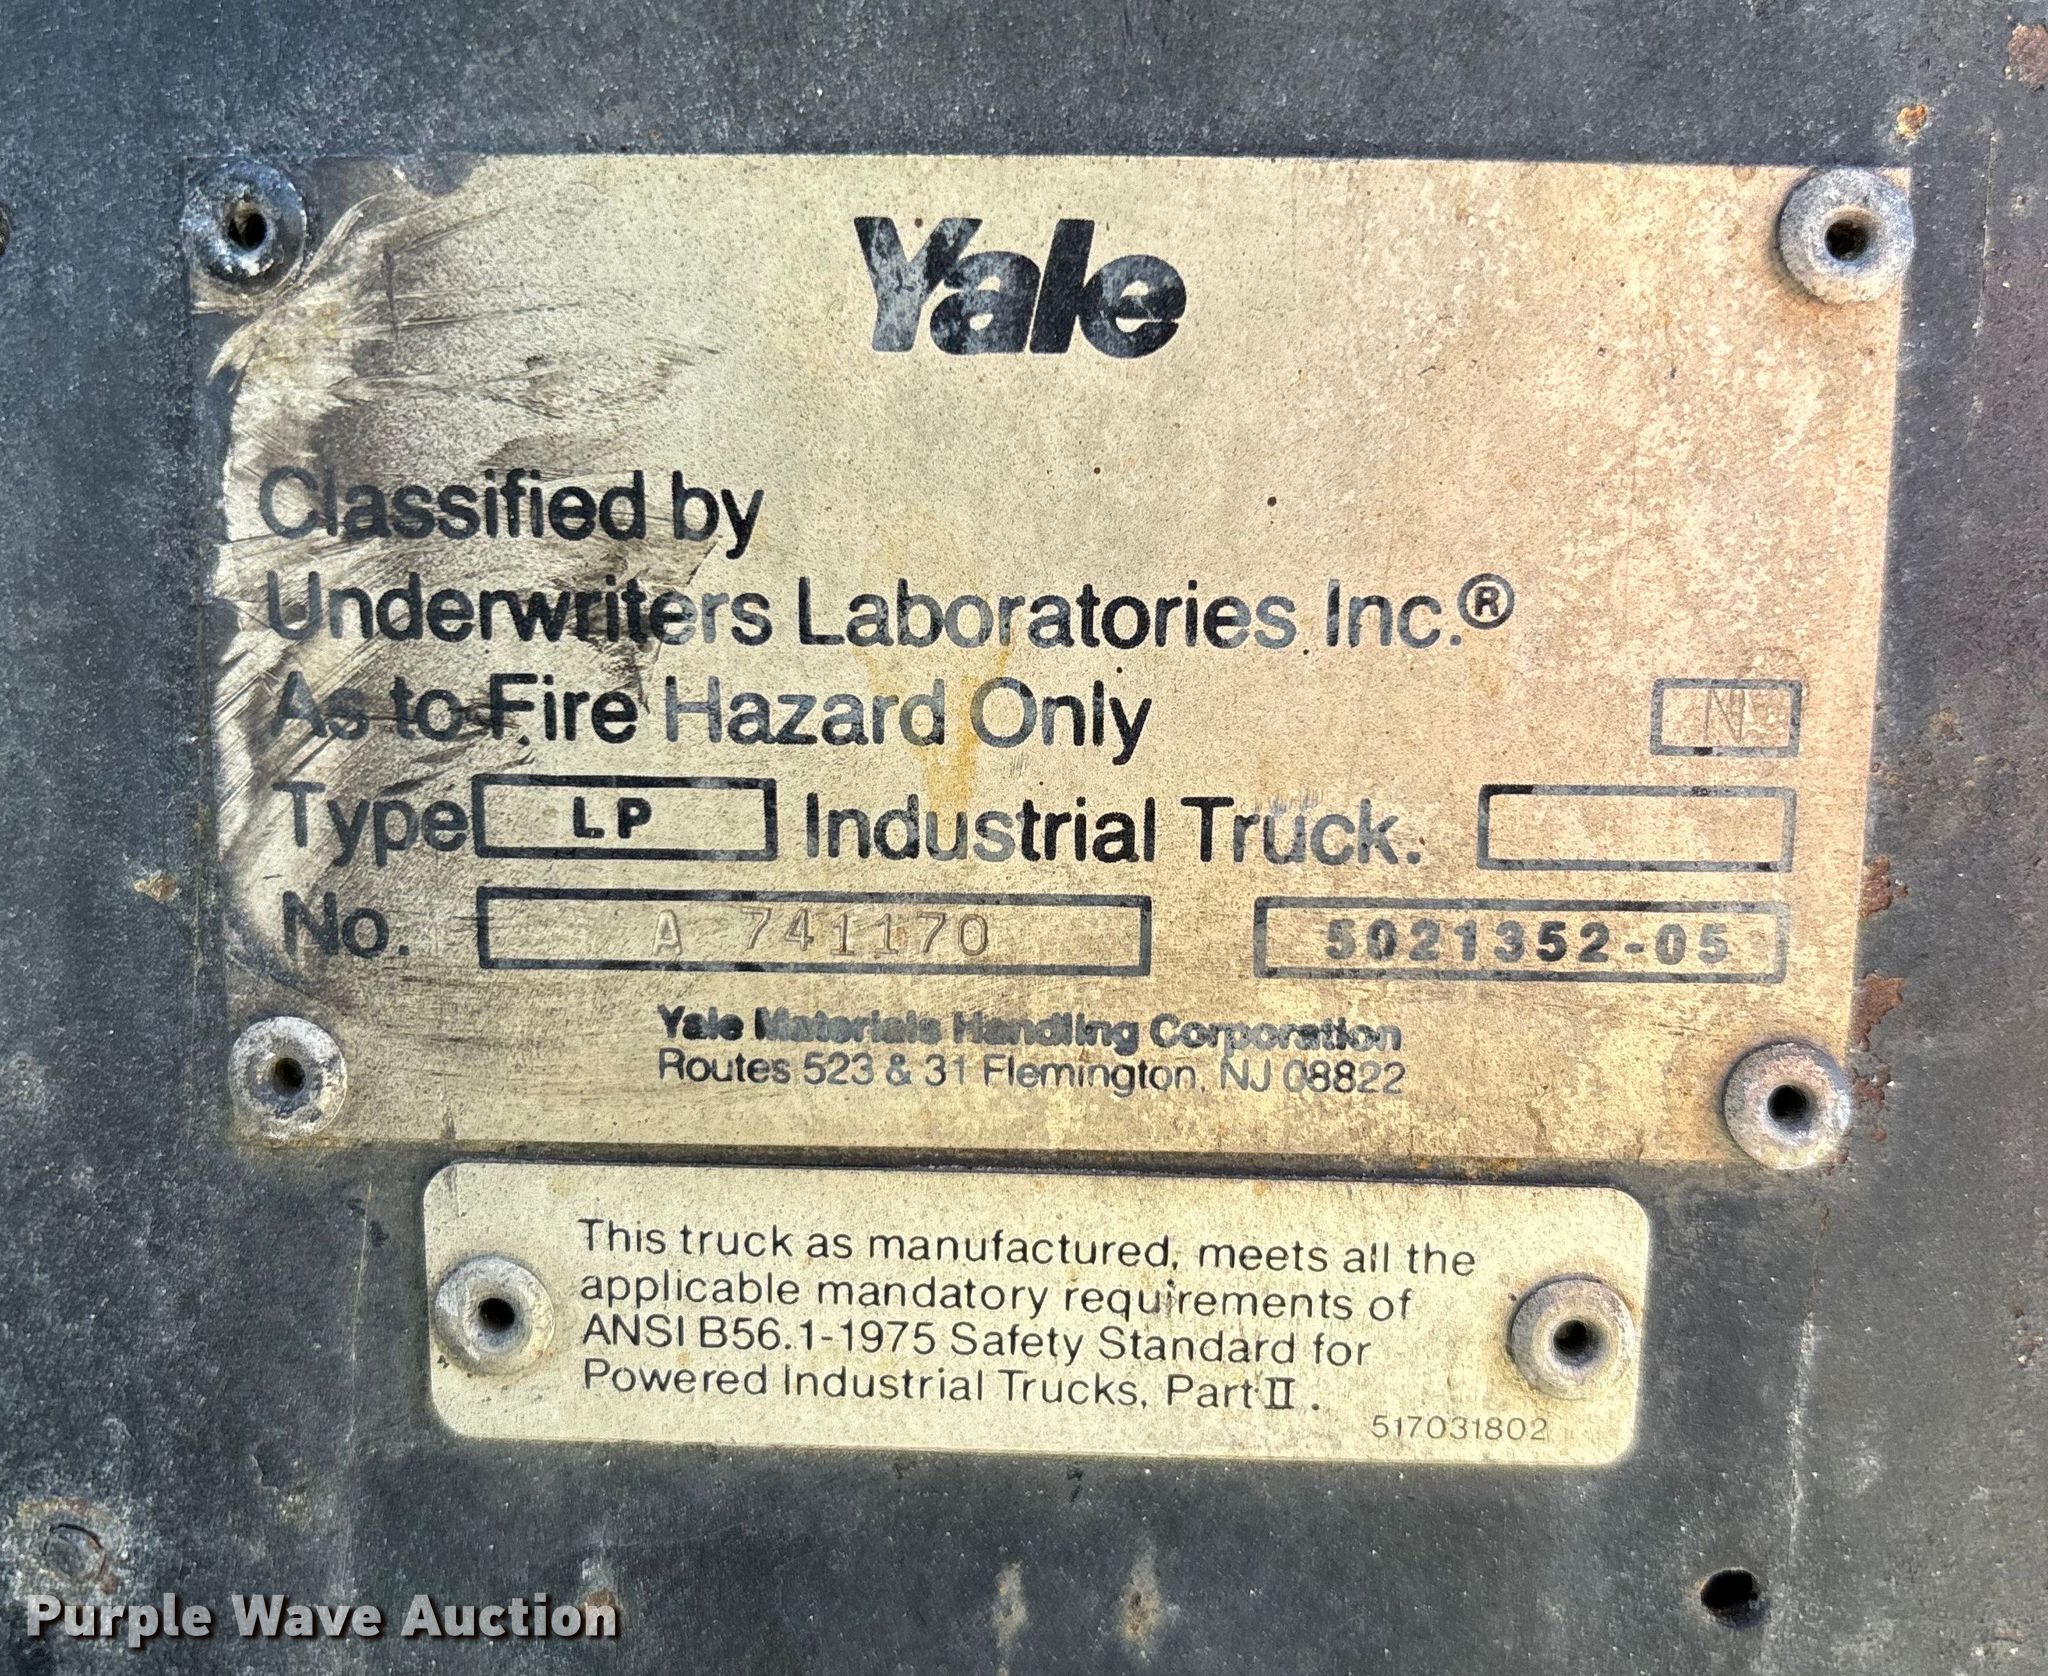 Yale
Classified by
Underwriters Laboratories Inc.®
As to Fire Hazard Only
N
Type LP Industrial Truck.
No. A 741170 5021352-05
Yale Materials Handling Corporation
Routes 523 & 31 Flemington, NJ 08822
This truck as manufactured, meets all the
applicable mandatory requirements of
ANSI B56.1-1975 Safety Standard for
Powered Industrial Trucks, Part II .
517031802
Purple Wave Auction